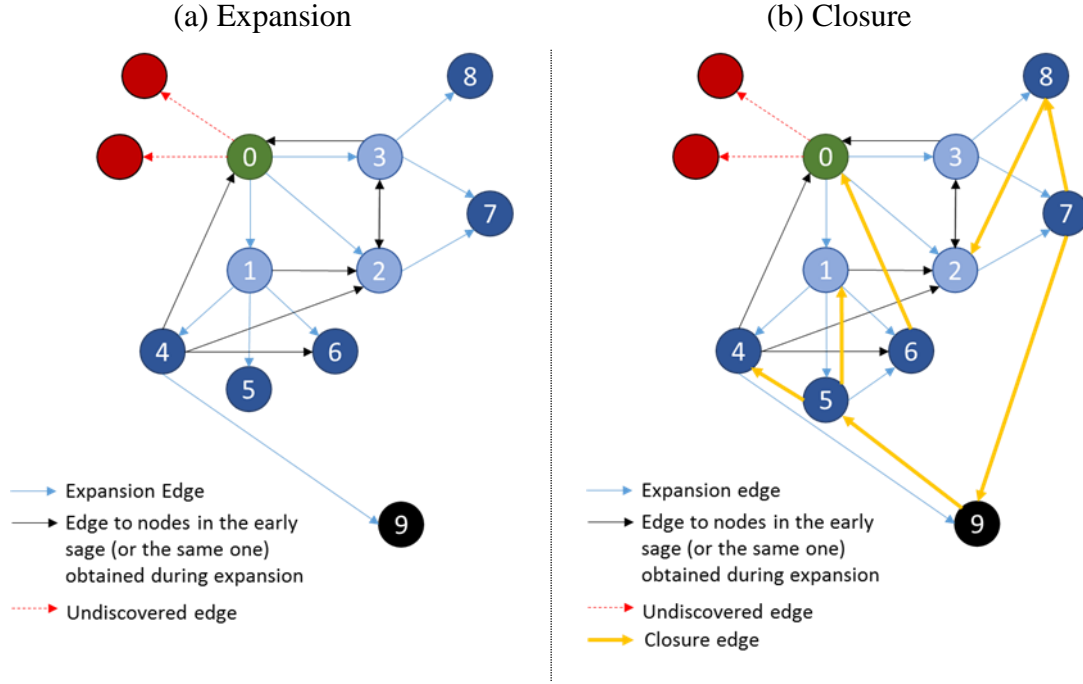 (a) Expansion
8
0
3
7
1
2
4
6
5
Expansion Edge
Edge to nodes in the early
sage (or the same one)
obtained during expansion
9
Undiscovered edge
(b) Closure
8
0
3
7
1
2
4
6
5
Expansion edge
Edge to nodes in the early
sage (or the same one)
obtained during expansion
9
Undiscovered edge
Closure edge